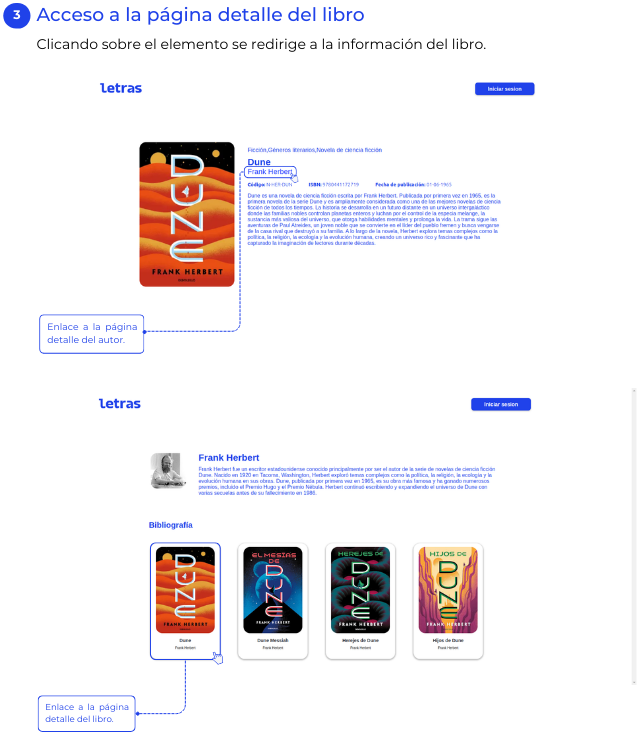 3 Acceso a la página detalle del libro
Clicando sobre el elemento se redirige a la información del libro.
letras
Iniciar sesion
Ficción,Géneros literarios,Novela de ciencia ficción
Dune
Frank Herbert
Código: N-+E9-DUN ISBN: 9780441172719 Fecha de publicación: 01-06-1965
Dune es una novela de ciencia ficción escrita por Frank Herbert. Publicada por primera vez en 1965, es la
primera novela de la serie Dune y es ampliamente considerada como una de las mejores novelas de ciencia
ficción de todos los tiempos. La historia se desarrolla en un futuro distante en un universo intergaláctico
donde las familias nobles controlan planetas enteros y luchan por el control de la especia melange, la
sustancia más valiosa del universo, que otorga habilidades mentales y prolonga la vida. La trama sigue las
aventuras de Paul Atreides, un joven noble que se convierte en el líder del pueblo fremen y busca vengarse
de la casa rival que destruyó a su familia. A lo largo de la novela, Herbert explora temas complejos como la
política, la religión, la ecología y la evolución humana, creando un universo rico y fascinante que ha
capturado la imaginación de lectores durante décadas.
DUNE
FRANK HERBERT
Enlace a la página
detalle del autor.
letras
Iniciar sesion
Frank Herbert
Frank Herbert fue un escritor estadounidense conocido principalmente por ser el autor de la serie de novelas de ciencia ficción
Dune. Nacido en 1920 en Tacoma, Washington, Herbert exploró temas complejos como la política, la religión, la ecología y la
evolución humana en sus obras. Dune, publicada por primera vez en 1965, es su obra más famosa y ha ganado numerosos
premios, incluido el Premio Hugo y el Premio Nébula. Herbert continuó escribiendo y expandiendo el universo de Dune con
varias secuelas antes de su fallecimiento en 1986.
Bibliografía
DUNE
FRANK HERBERT
Dune
Frank Herbert
EL MESIAS DE
DUNE
FRANK HERBERT
Dune Messiah
Frank Herbert
HEREJES DE
DUNE
FRANK HERBERT
Herejes de Dune
Frank Herbert
HIJOS DE
DUNE
FRANK HERBERT
Hijos de Dune
Frank Herbert
Enlace a la página
detalle del libro.